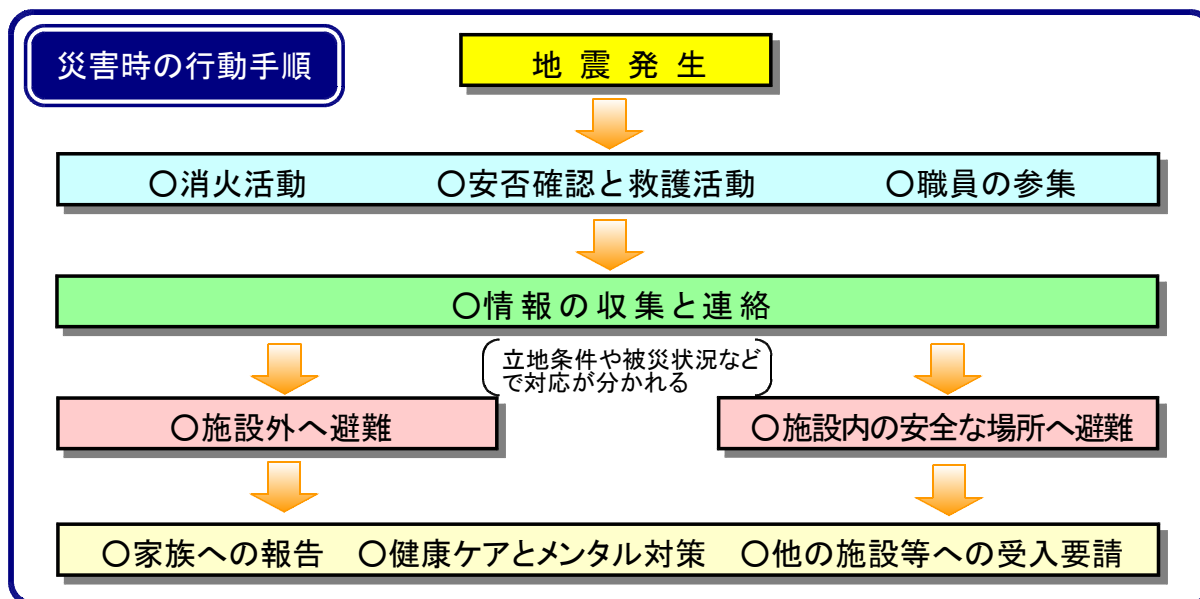 災害時の行動手順
地震発生
○消火活動 ○安否確認と救護活動 ○職員の参集
○情報の収集と連絡
立地条件や被災状況など
で対応が分かれる
○施設外へ避難 ○施設内の安全な場所へ避難
○家族への報告 ○健康ケアとメンタル対策 ○他の施設等への受入要請